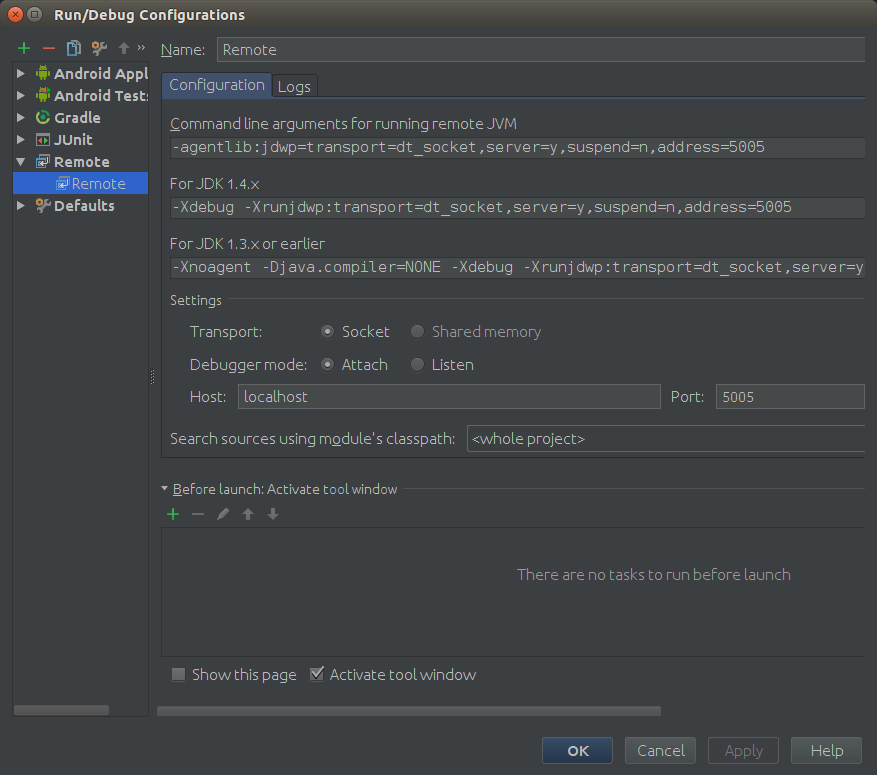 Run/Debug Configurations
Name: Remote
Android Appl
Android Tests
Gradle
JUnit
Remote
Remote
Defaults
Configuration Logs
Command line arguments for running remote JVM
-agentlib:jdwp=transport=dt_socket,server=y,suspend=n,address=5005
For JDK 1.4.x
-Xdebug -Xrunjdwp:transport=dt_socket,server=y,suspend=n,address=5005
For JDK 1.3.x or earlier
-Xnoagent -Djava.compiler=NONE -Xdebug -Xrunjdwp:transport=dt_socket,server=y
Settings
Transport: Socket Shared memory
Debugger mode: Attach Listen
Host: localhost Port: 5005
Search sources using module's classpath: <whole project>
Before launch: Activate tool window
There are no tasks to run before launch
Show this page Activate tool window
OK Cancel Apply Help